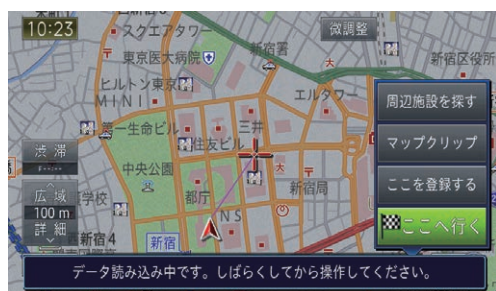 10:23
スクエアタワー
微調整
東京医大病院
新宿署
新宿区役所
ヒルトン東京
MINI
エルタワー
周辺施設を探す
第一生命ビル
三井
住友ビル
マップクリップ
渋滞
中央公園
ここを登録する
広域
学校
都庁
新宿局
100m
詳細
NS
ここへ行く
新宿4
新宿
データ読み込み中です。しばらくしてから操作してください。